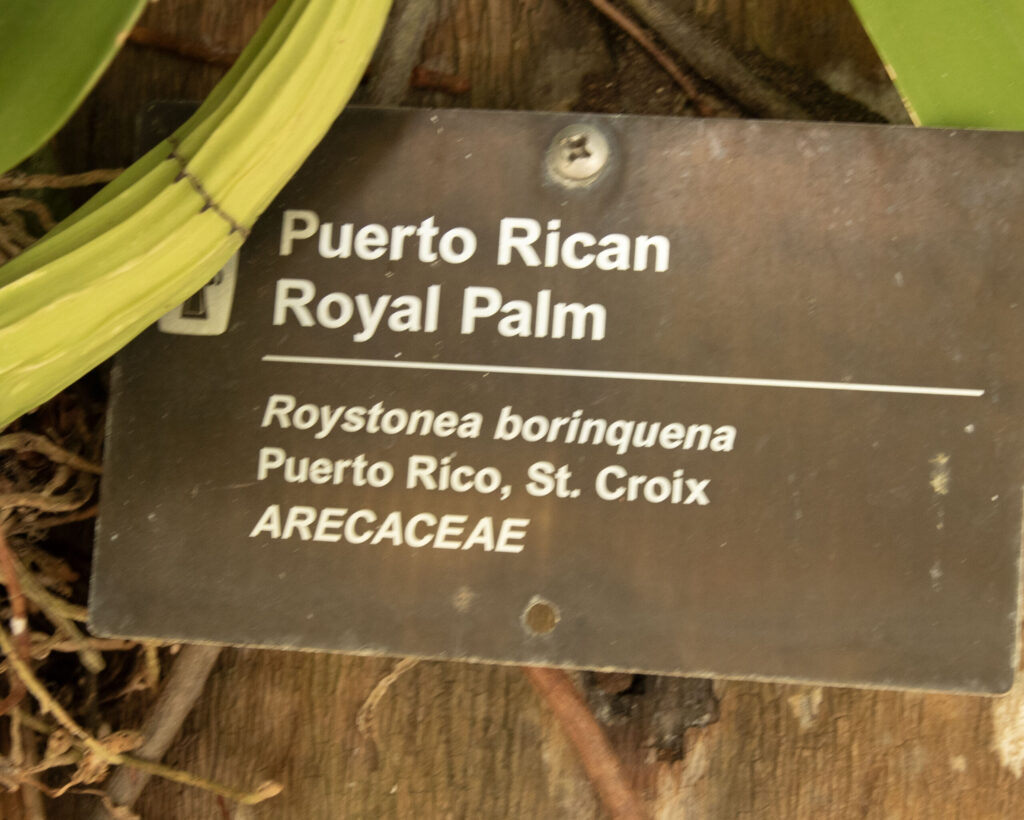 Puerto Rican
Royal Palm
Roystonea borinquena
Puerto Rico, St. Croix
ARECACEAE